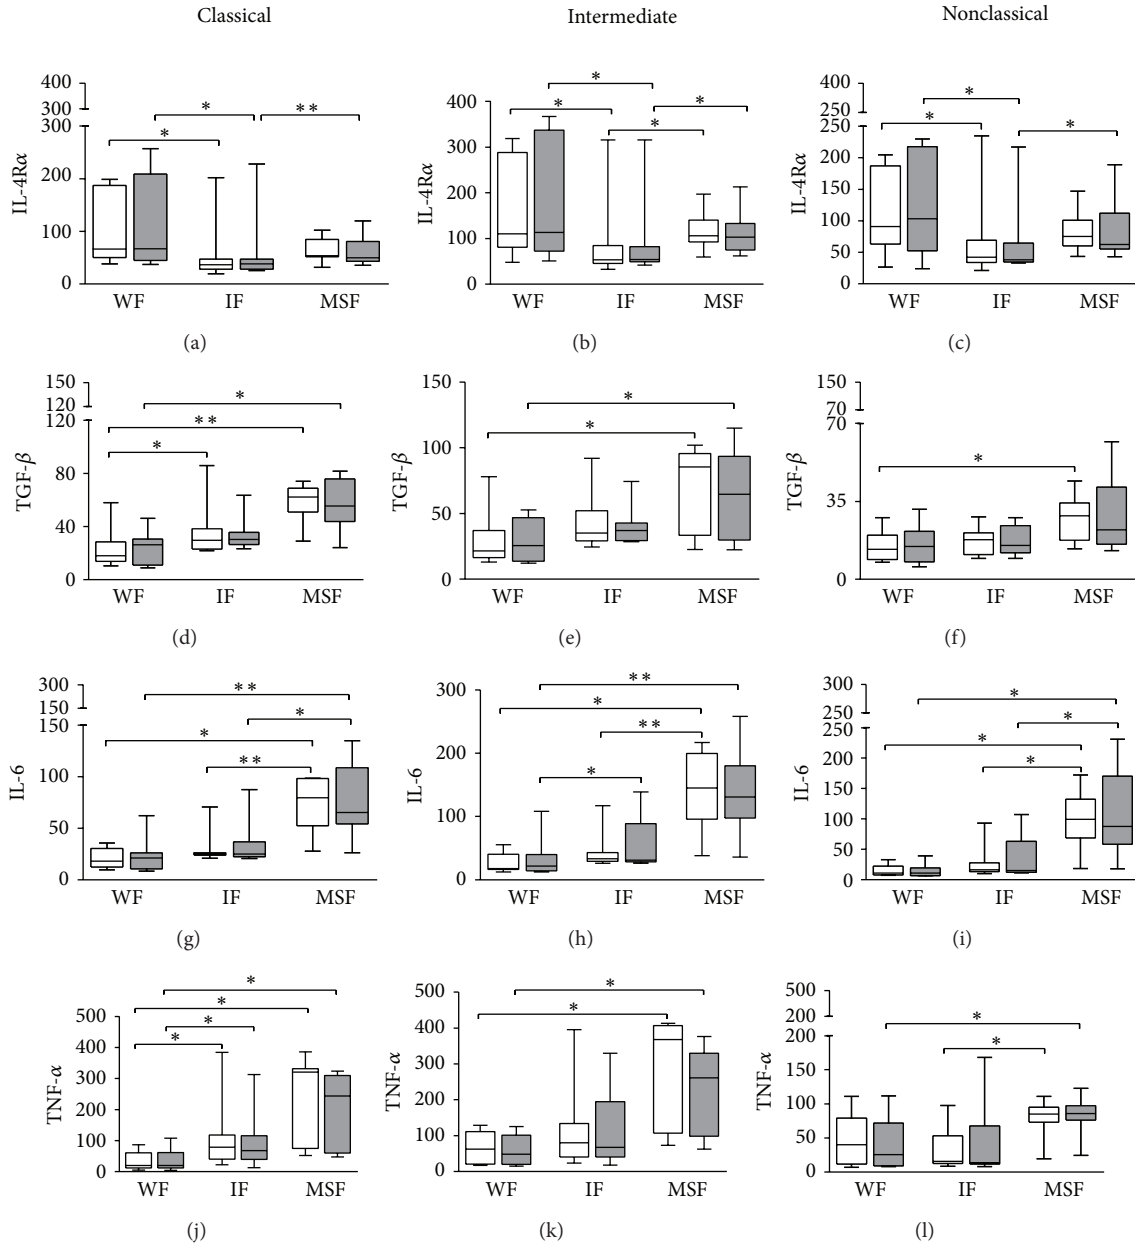 Classical
Intermediate
Nonclassical
400
300
300
200
100
0
IL-4Rα
*
*
**
WF IF MSF
(a)
400
300
200
100
0
IL-4Rα
*
*
*
*
WF IF MSF
(b)
400
250
250
200
150
100
50
0
IL-4Rα
*
*
*
WF IF MSF
(c)
150
120
120
80
40
0
TGF-β
*
**
*
WF IF MSF
(d)
150
100
50
0
TGF-β
*
*
WF IF MSF
(e)
150
70
70
35
0
TGF-β
*
WF IF MSF
(f)
300
150
150
100
50
0
IL-6
**
*
*
**
WF IF MSF
(g)
300
200
100
0
IL-6
**
*
**
*
WF IF MSF
(h)
300
250
250
200
150
100
50
0
IL-6
*
*
*
*
WF IF MSF
(i)
500
400
300
200
100
0
TNF-α
*
*
*
*
WF IF MSF
(j)
500
400
300
200
100
0
TNF-α
*
*
WF IF MSF
(k)
500
200
200
150
100
50
0
TNF-α
*
*
WF IF MSF
(l)